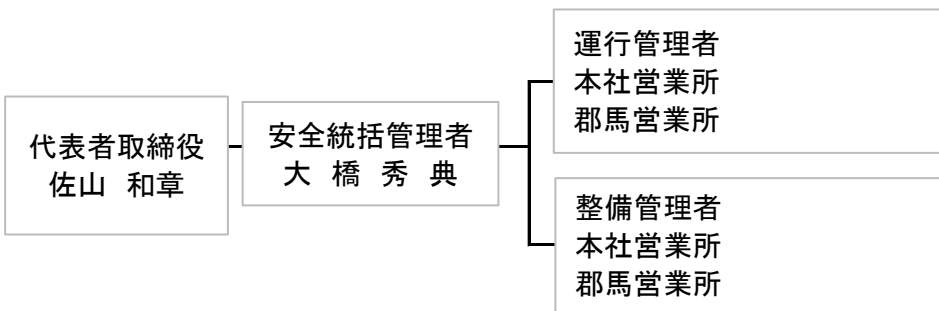 代表者取締役
佐山　和章
安全統括管理者
大　橋　秀　典
運行管理者
本社営業所
郡馬営業所
整備管理者
本社営業所
郡馬営業所